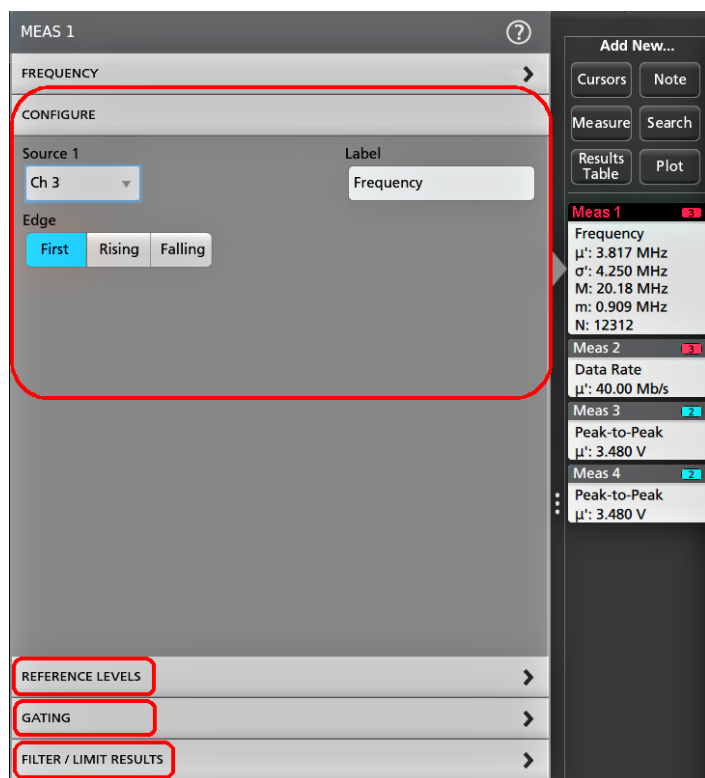 MEAS 1
?
FREQUENCY
CONFIGURE
Source 1
Label
Ch 3
Frequency
Edge
First Rising Falling
REFERENCE LEVELS
GATING
FILTER / LIMIT RESULTS
Add New...
Cursors Note
Measure Search
Results
Table
Plot
Meas 1 3
Frequency
µ': 3.817 MHz
σ': 4.250 MHz
M: 20.18 MHz
m: 0.909 MHz
N: 12312
Meas 2 3
Data Rate
µ': 40.00 Mb/s
Meas 3 2
Peak-to-Peak
µ': 3.480 V
Meas 4 2
Peak-to-Peak
µ': 3.480 V